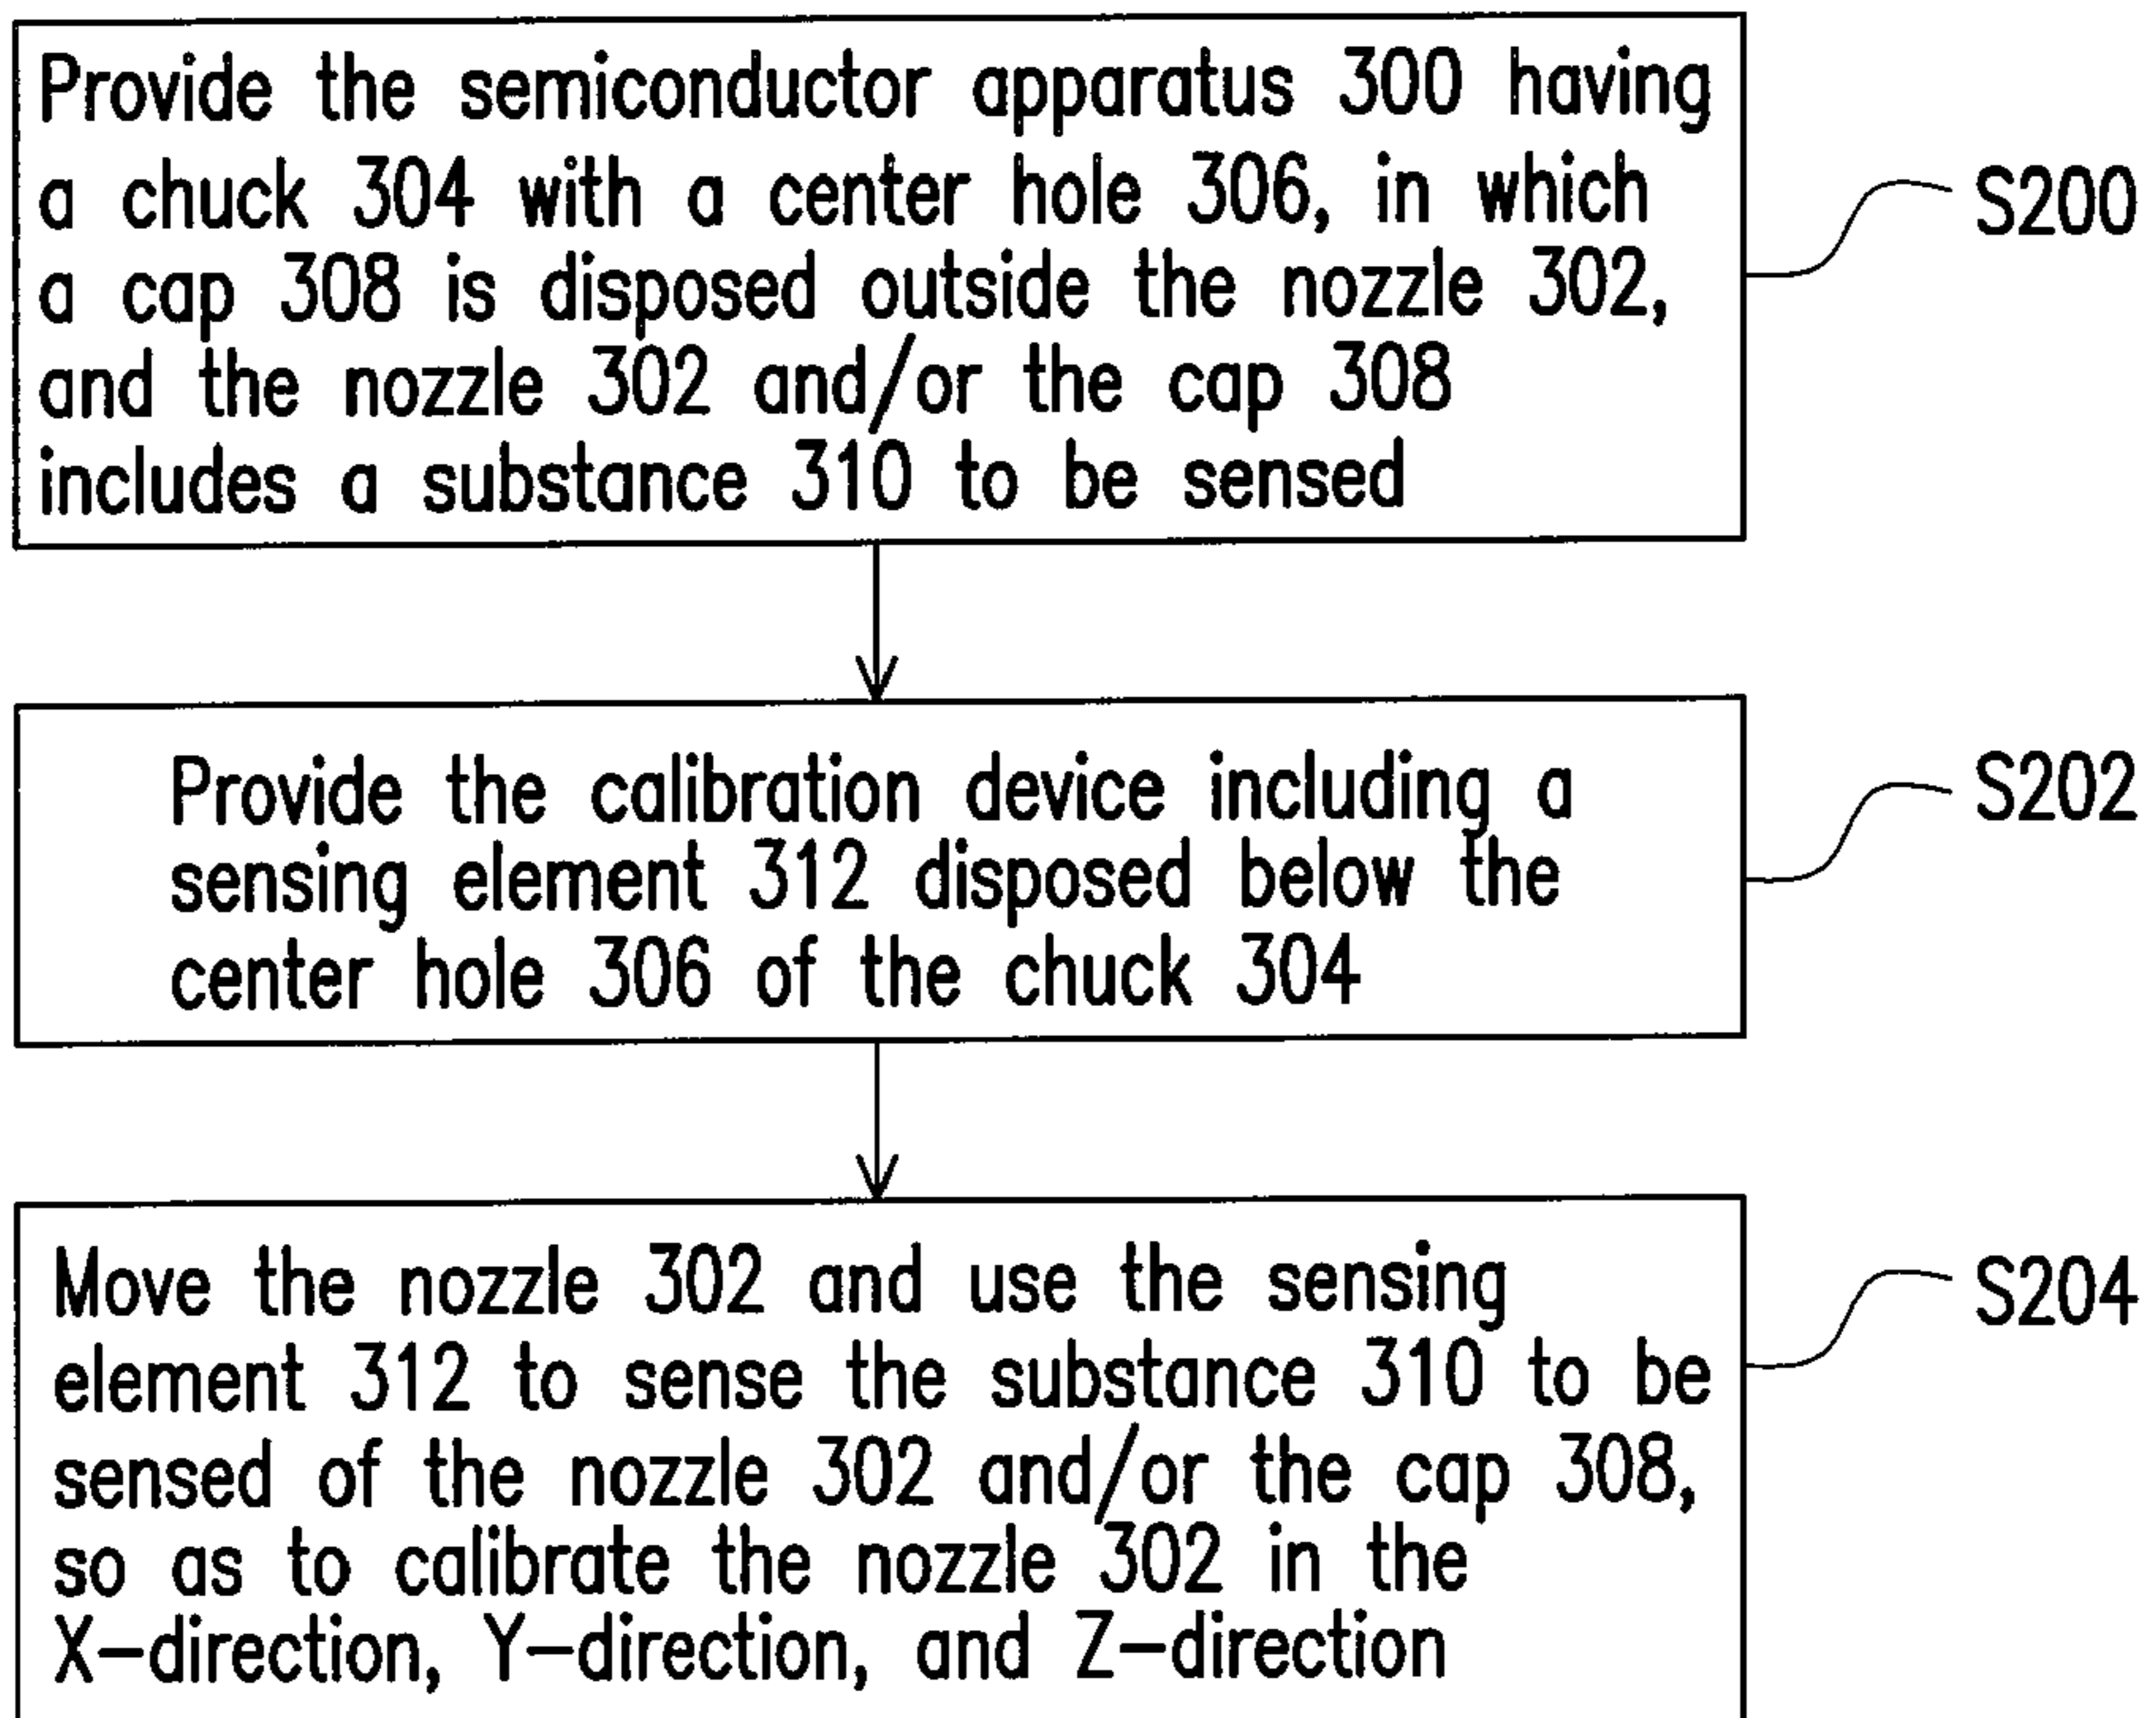 Provide the semiconductor apparatus 300 having
a chuck 304 with a center hole 306, in which
a cap 308 is disposed outside the nozzle 302,
and the nozzle 302 and/or the cap 308
includes a substance 310 to be sensed
S200
Provide the calibration device including a
sensing element 312 disposed below the
center hole 306 of the chuck 304
S202
Move the nozzle 302 and use the sensing
element 312 to sense the substance 310 to be
sensed of the nozzle 302 and/or the cap 308,
so as to calibrate the nozzle 302 in the
X-direction, Y-direction, and Z-direction
S204